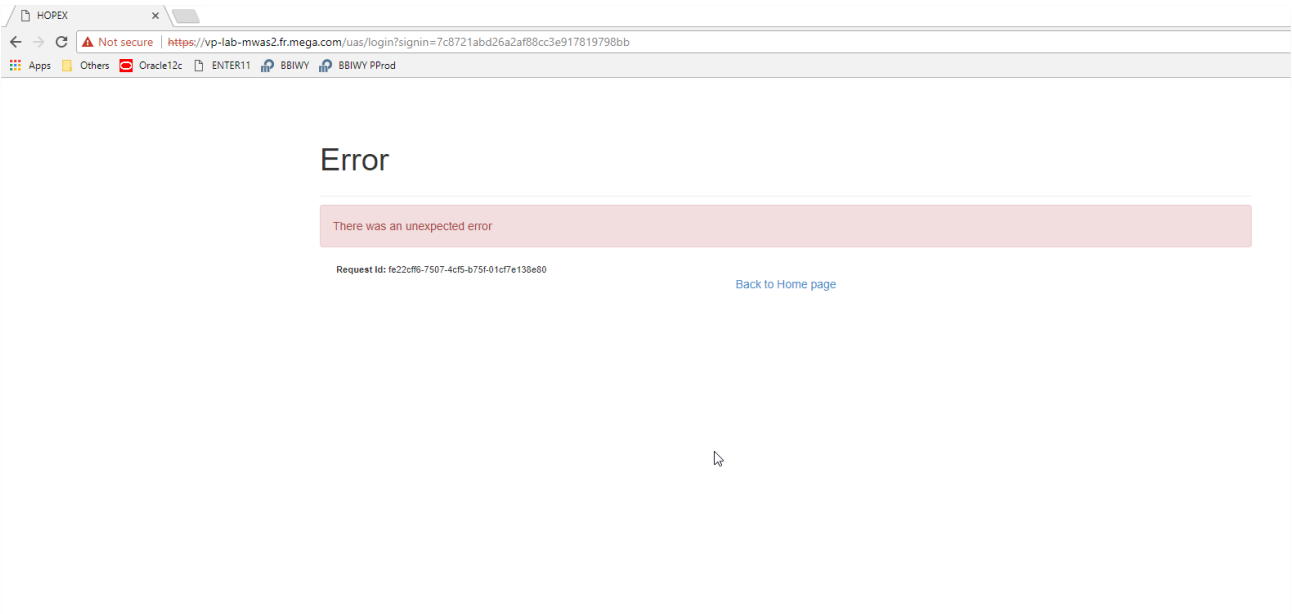 HOPEX
Not secure | https://vp-lab-mwas2.fr.mega.com/uas/login?signin=7c8721abd26a2af88cc3e917819798bb
Apps Others Oracle12c ENTER11 BBIWY BBIWY PProd
Error
There was an unexpected error
Request Id: fe22cff6-7507-4cf5-b75f-01cf7e138e80
Back to Home page